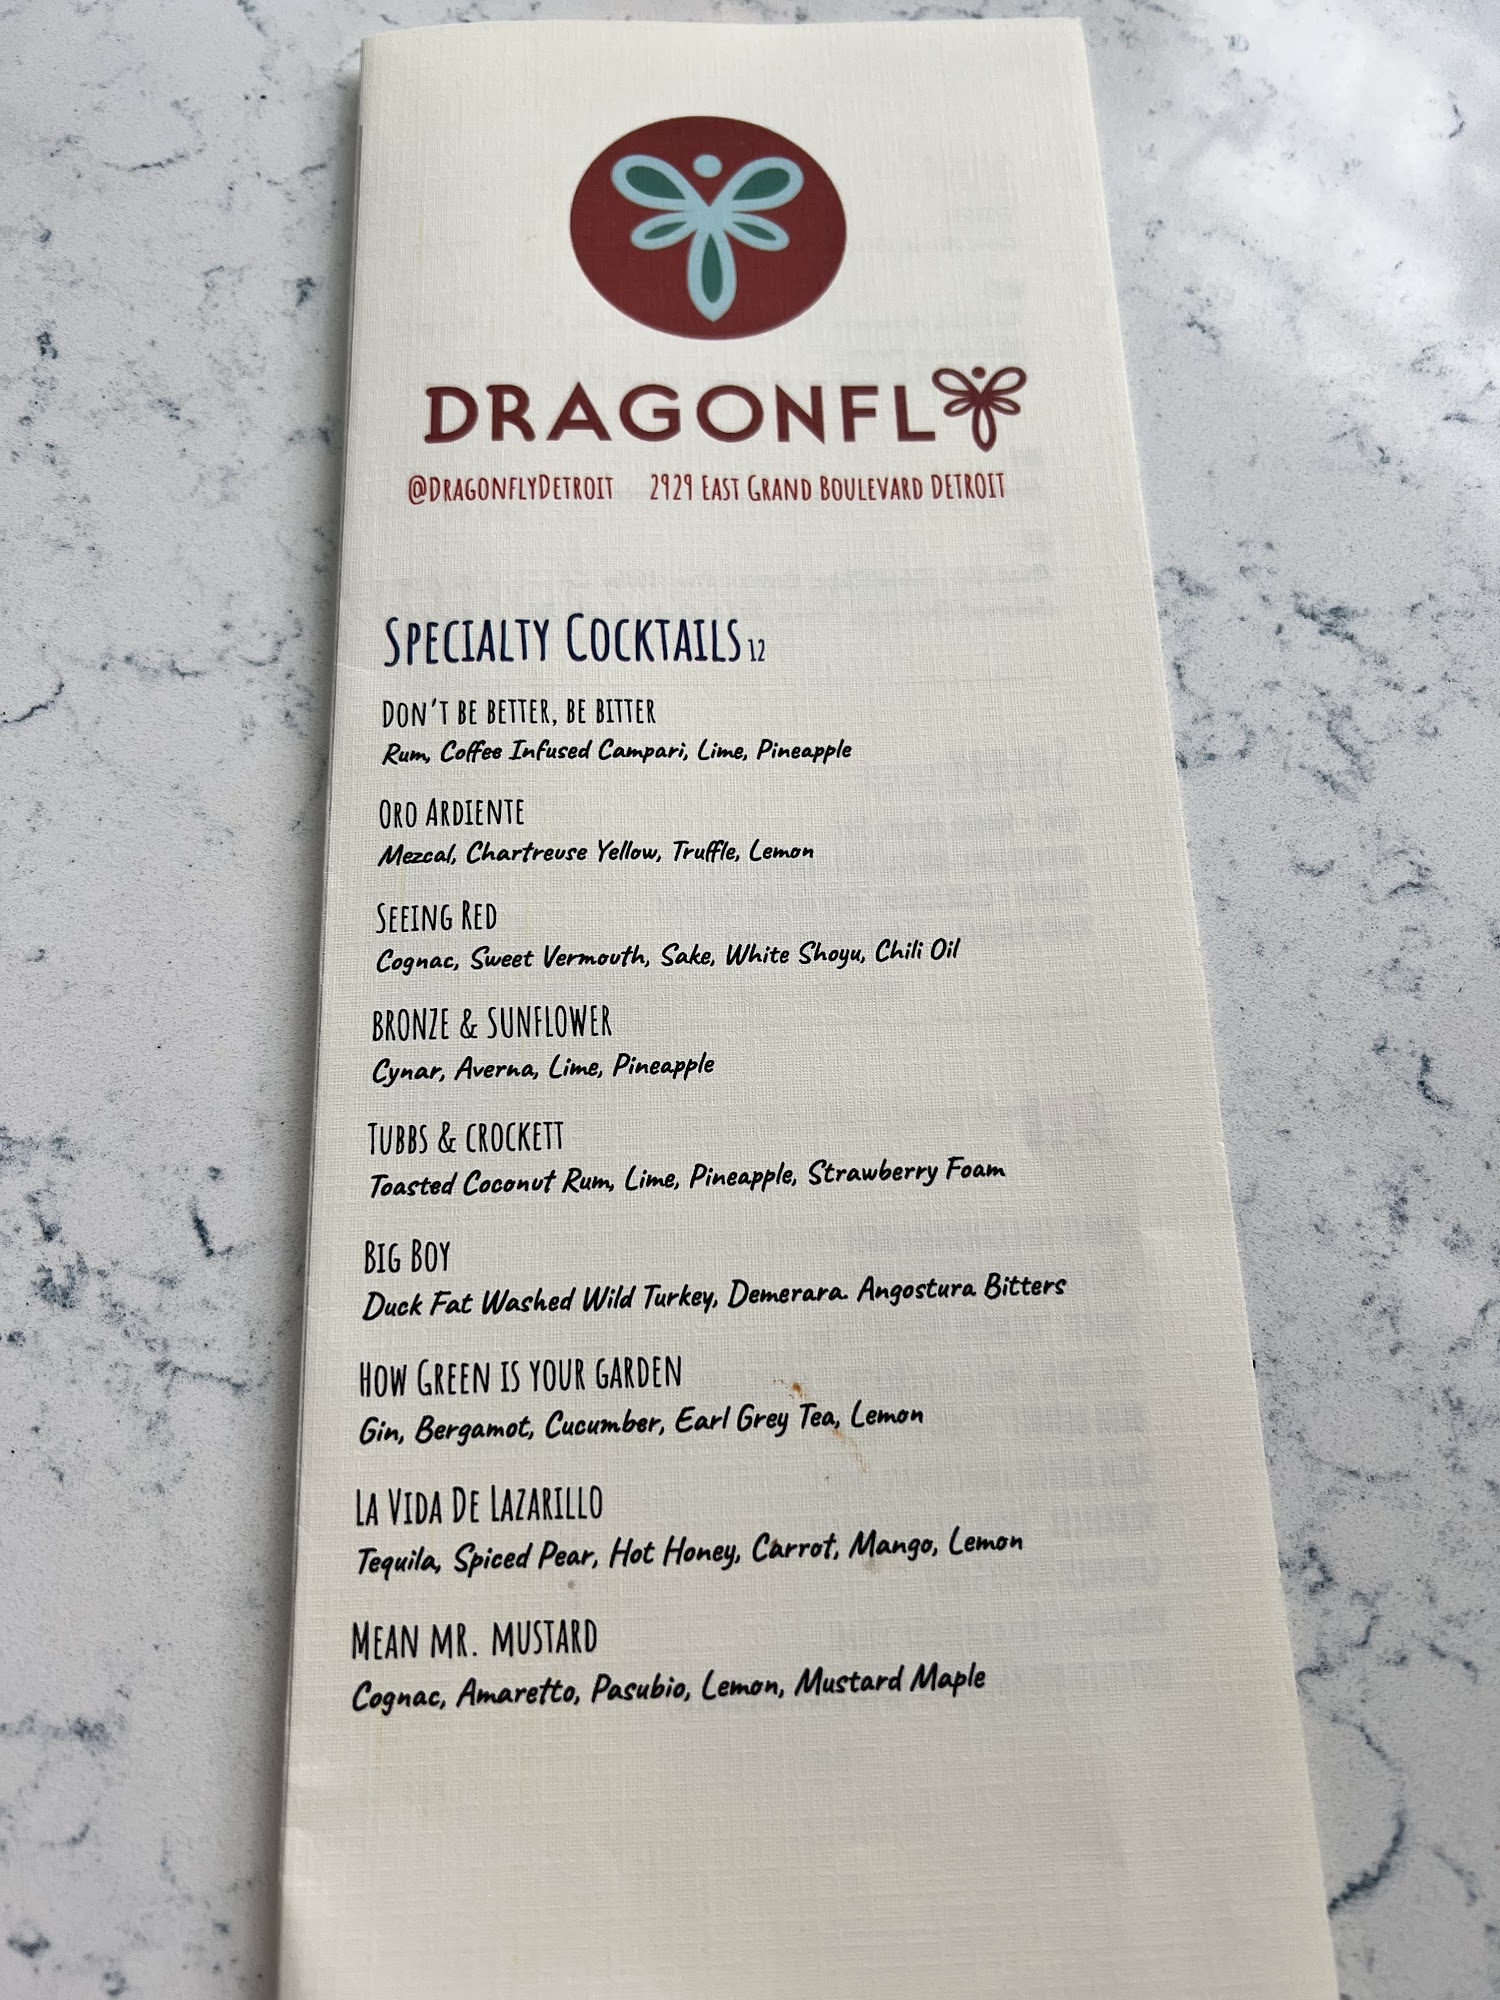 DRAGONFLY
@DRAGONFLYDETROIT 2929 EAST GRAND BOULEVARD DETROIT
SPECIALTY COCKTAILS 12
DON'T BE BETTER, BE BITTER
Rum, Coffee Infused Campari, Lime, Pineapple
ORO ARDIENTE
Mezcal, Chartreuse Yellow, Truffle, Lemon
SEEING RED
Cognac, Sweet Vermouth, Sake, White Shoyu, Chili Oil
BRONZE & SUNFLOWER
Cynar, Averna, Lime, Pineapple
TUBBS & CROCKETT
Toasted Coconut Rum, Lime, Pineapple, Strawberry Foam
BIG BOY
Duck Fat Washed Wild Turkey, Demerara. Angostura Bitters
HOW GREEN IS YOUR GARDEN
Gin, Bergamot, Cucumber, Earl Grey Tea, Lemon
LA VIDA DE LAZARILLO
Tequila, Spiced Pear, Hot Honey, Carrot, Mango, Lemon
MEAN MR. MUSTARD
Cognac, Amaretto, Pasubio, Lemon, Mustard Maple